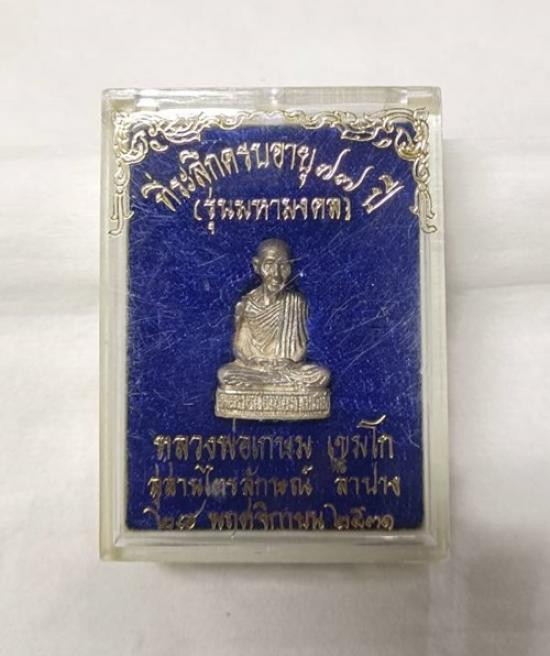 ที่ระลึกครบอายุ ๗๗ ปี
(รุ่นมหามงคล)
หลวงพ่อเกษม เขมโก
สุสานไตรลักษณ์ ลำปาง
๒๘ พฤศจิกายน ๒๕๓๑